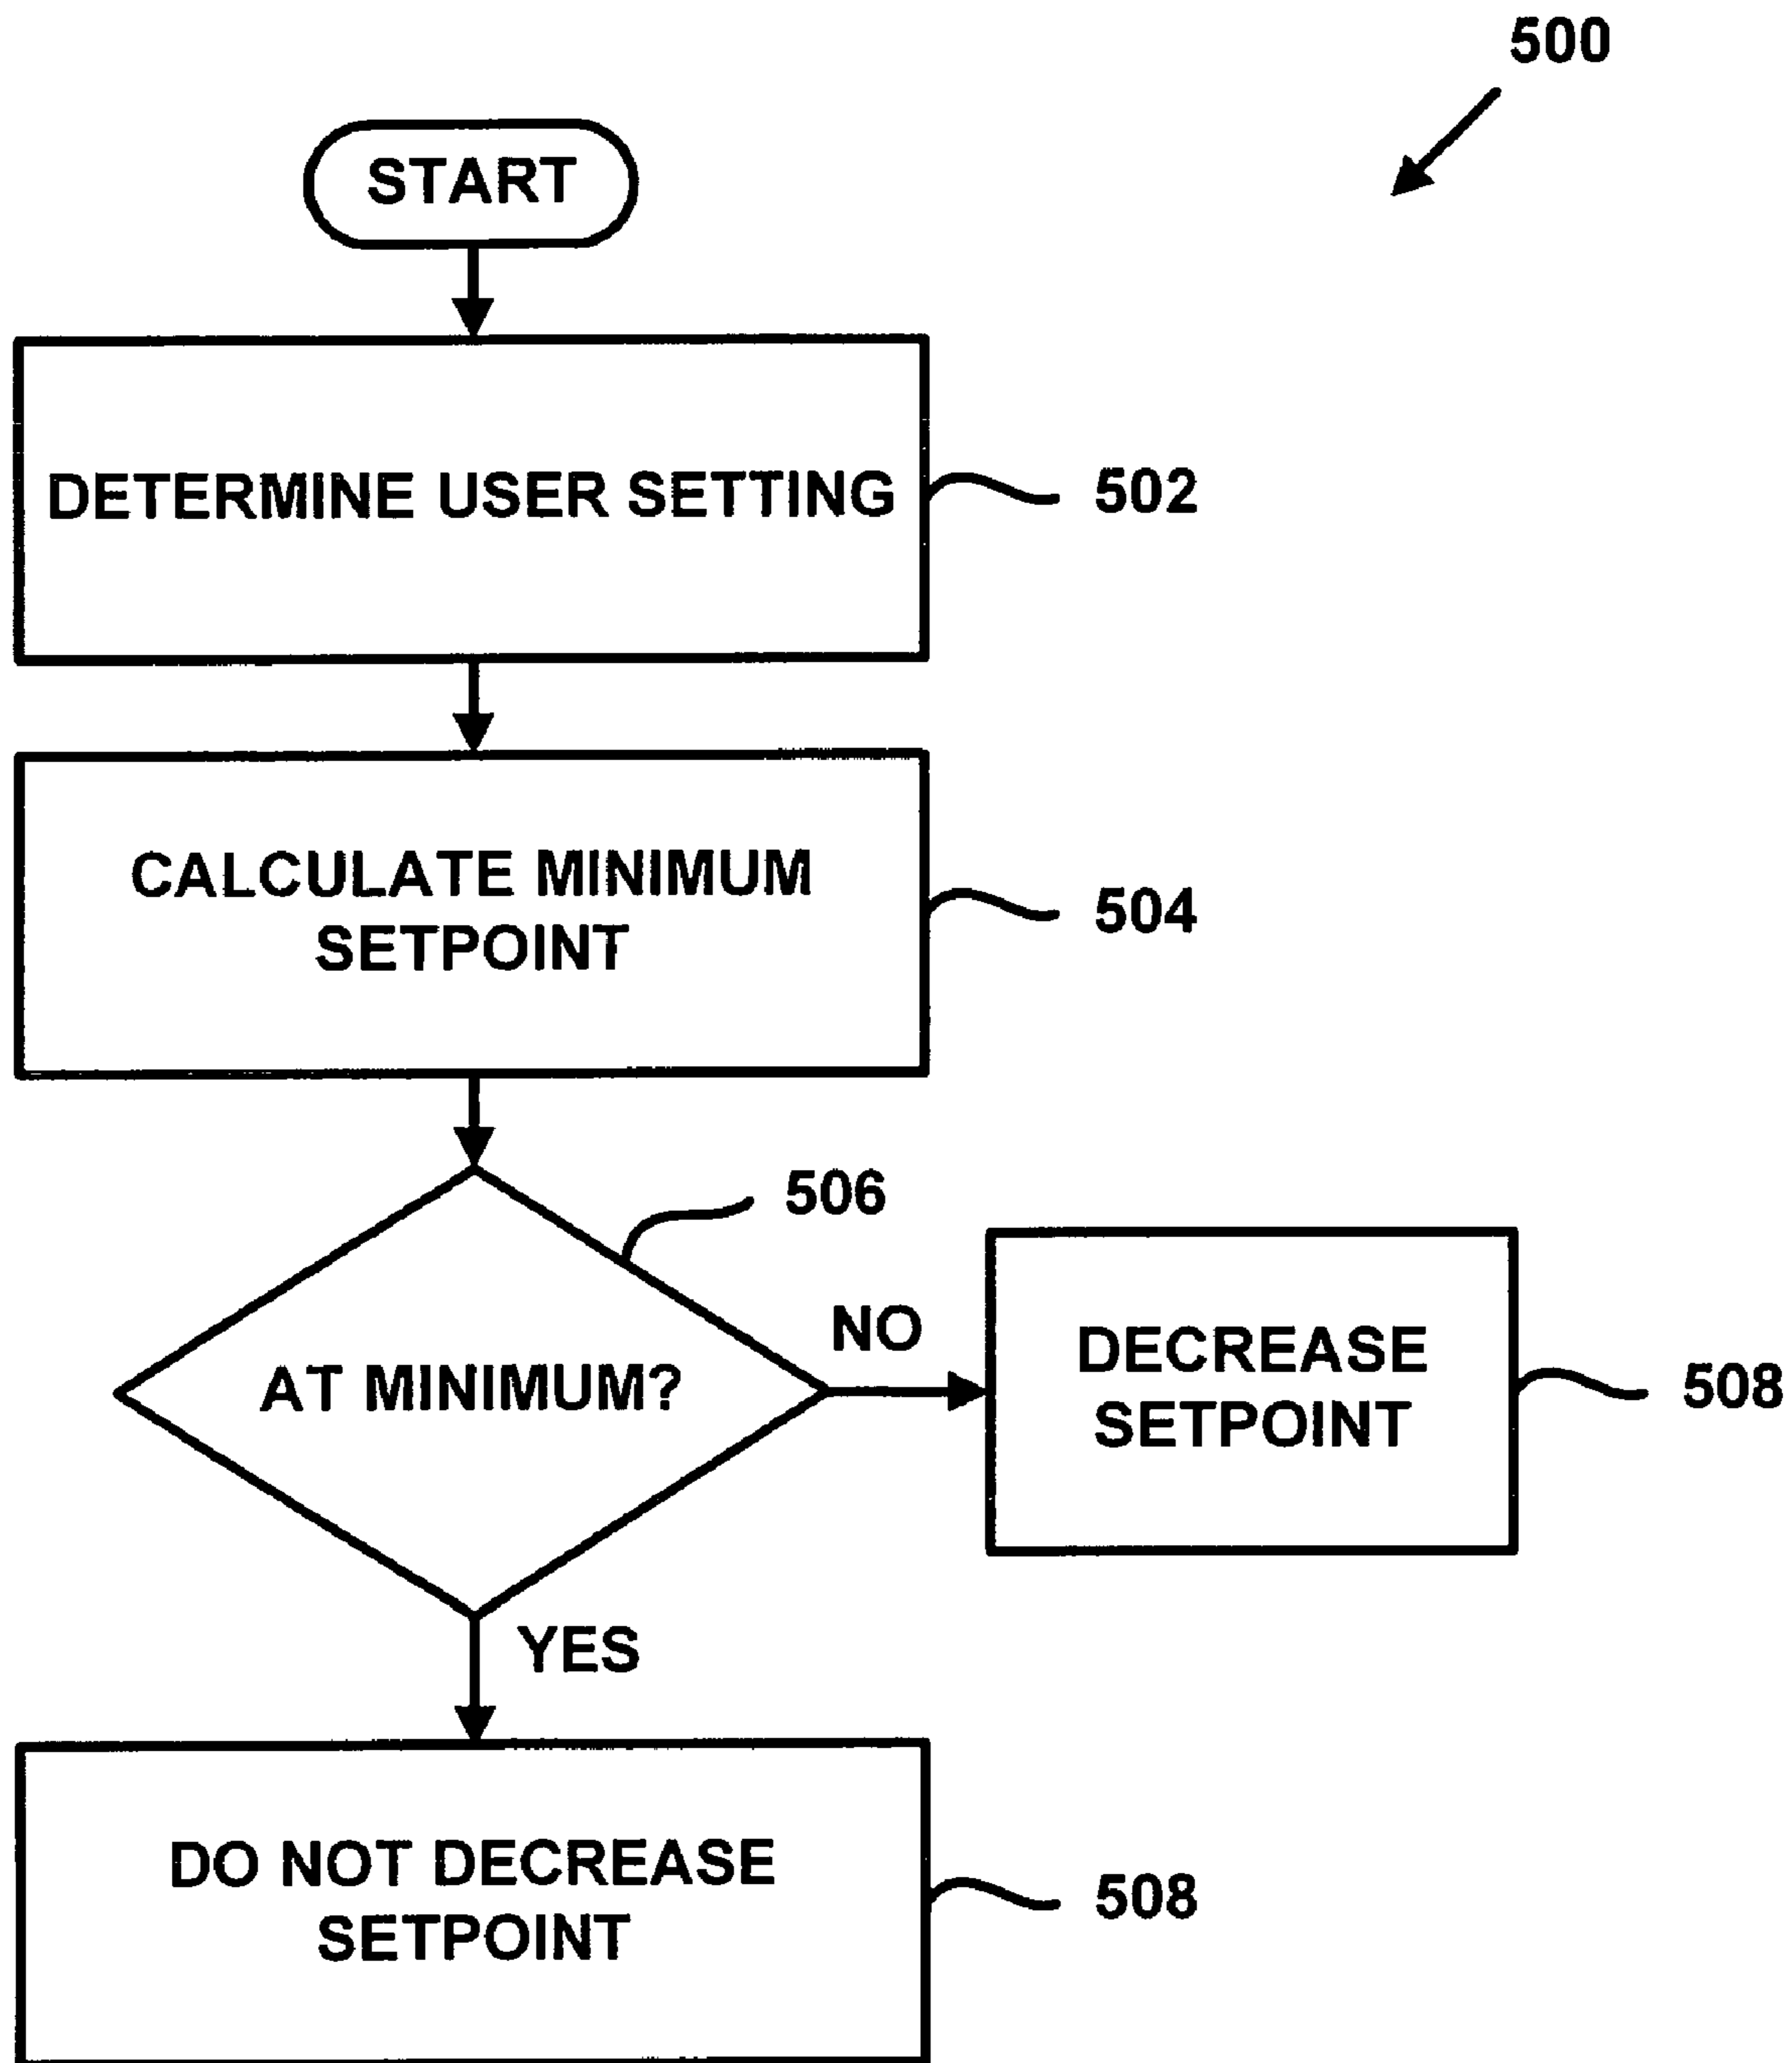 500
START
DETERMINE USER SETTING
502
CALCULATE MINIMUM
SETPOINT
504
506
AT MINIMUM?
NO
DECREASE
SETPOINT
508
YES
DO NOT DECREASE
SETPOINT
508